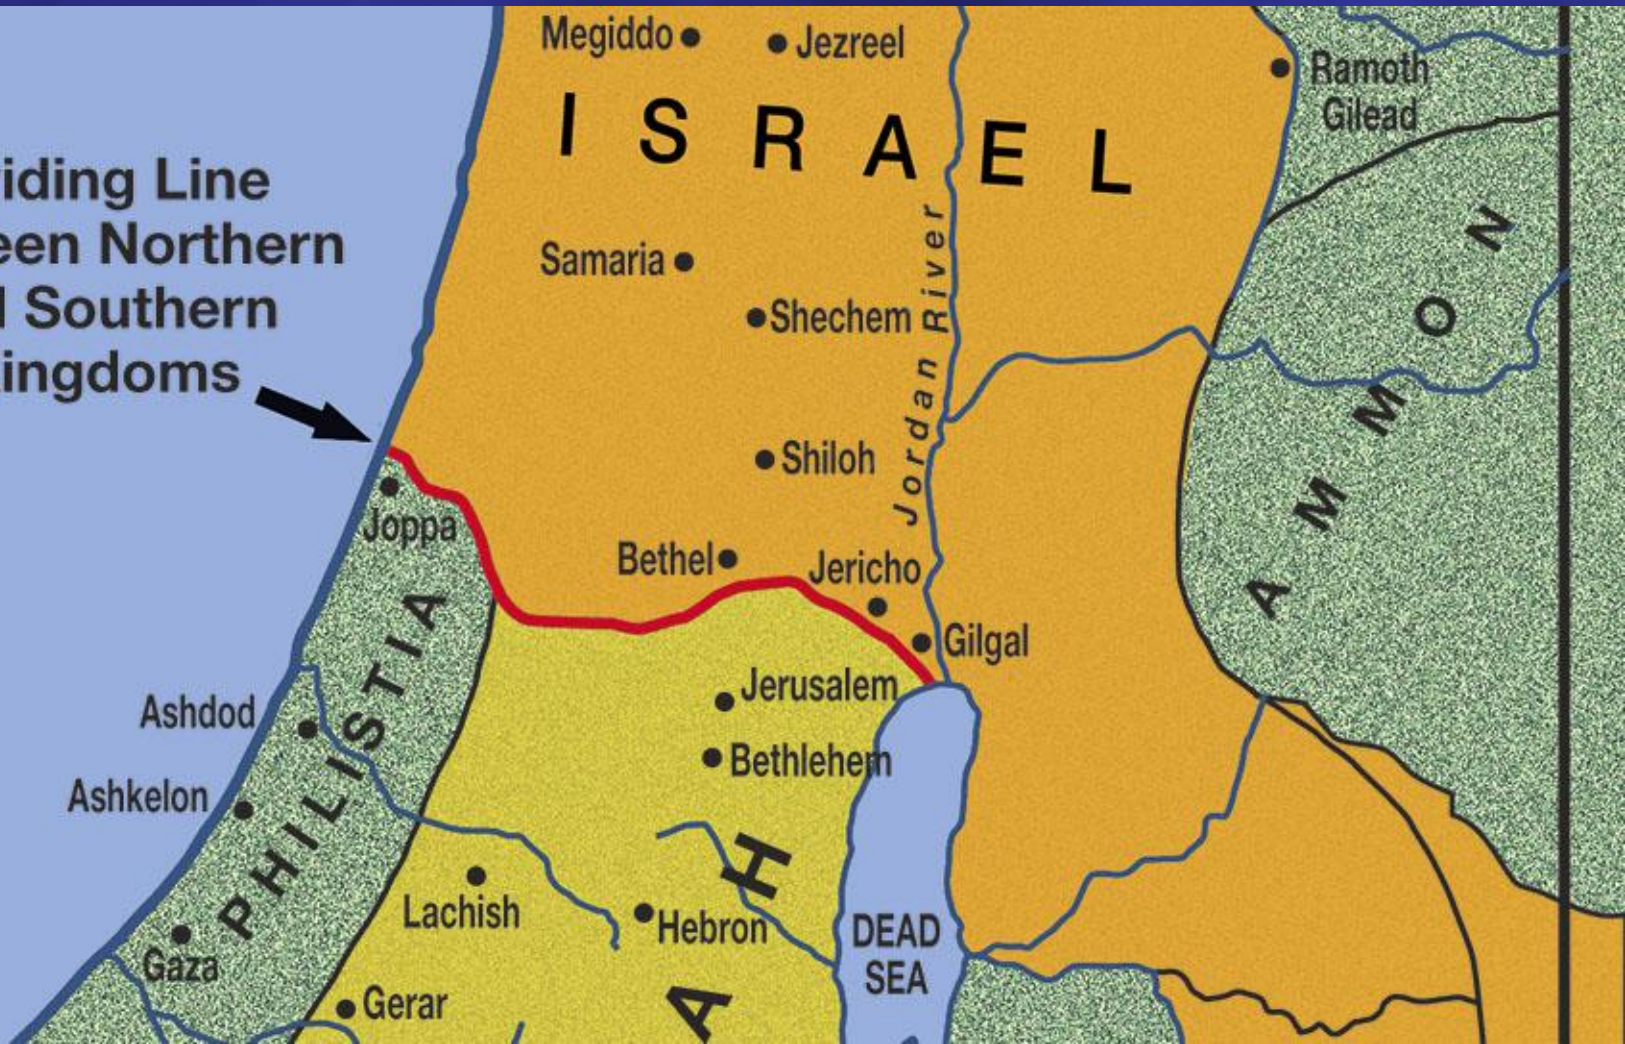 Megiddo
Jezreel
Ramoth
Gilead
ISRAEL
iding Line
een Northern
Southern
ingdoms
AMMON
Samaria
Shechem
Jordan River
Shiloh
Joppa
Bethel
Jericho
Gilgal
PHILISTIA
Jerusalem
Ashdod
Bethlehem
Ashkelon
AH
Lachish
Hebron
DEAD
SEA
Gaza
Gerar